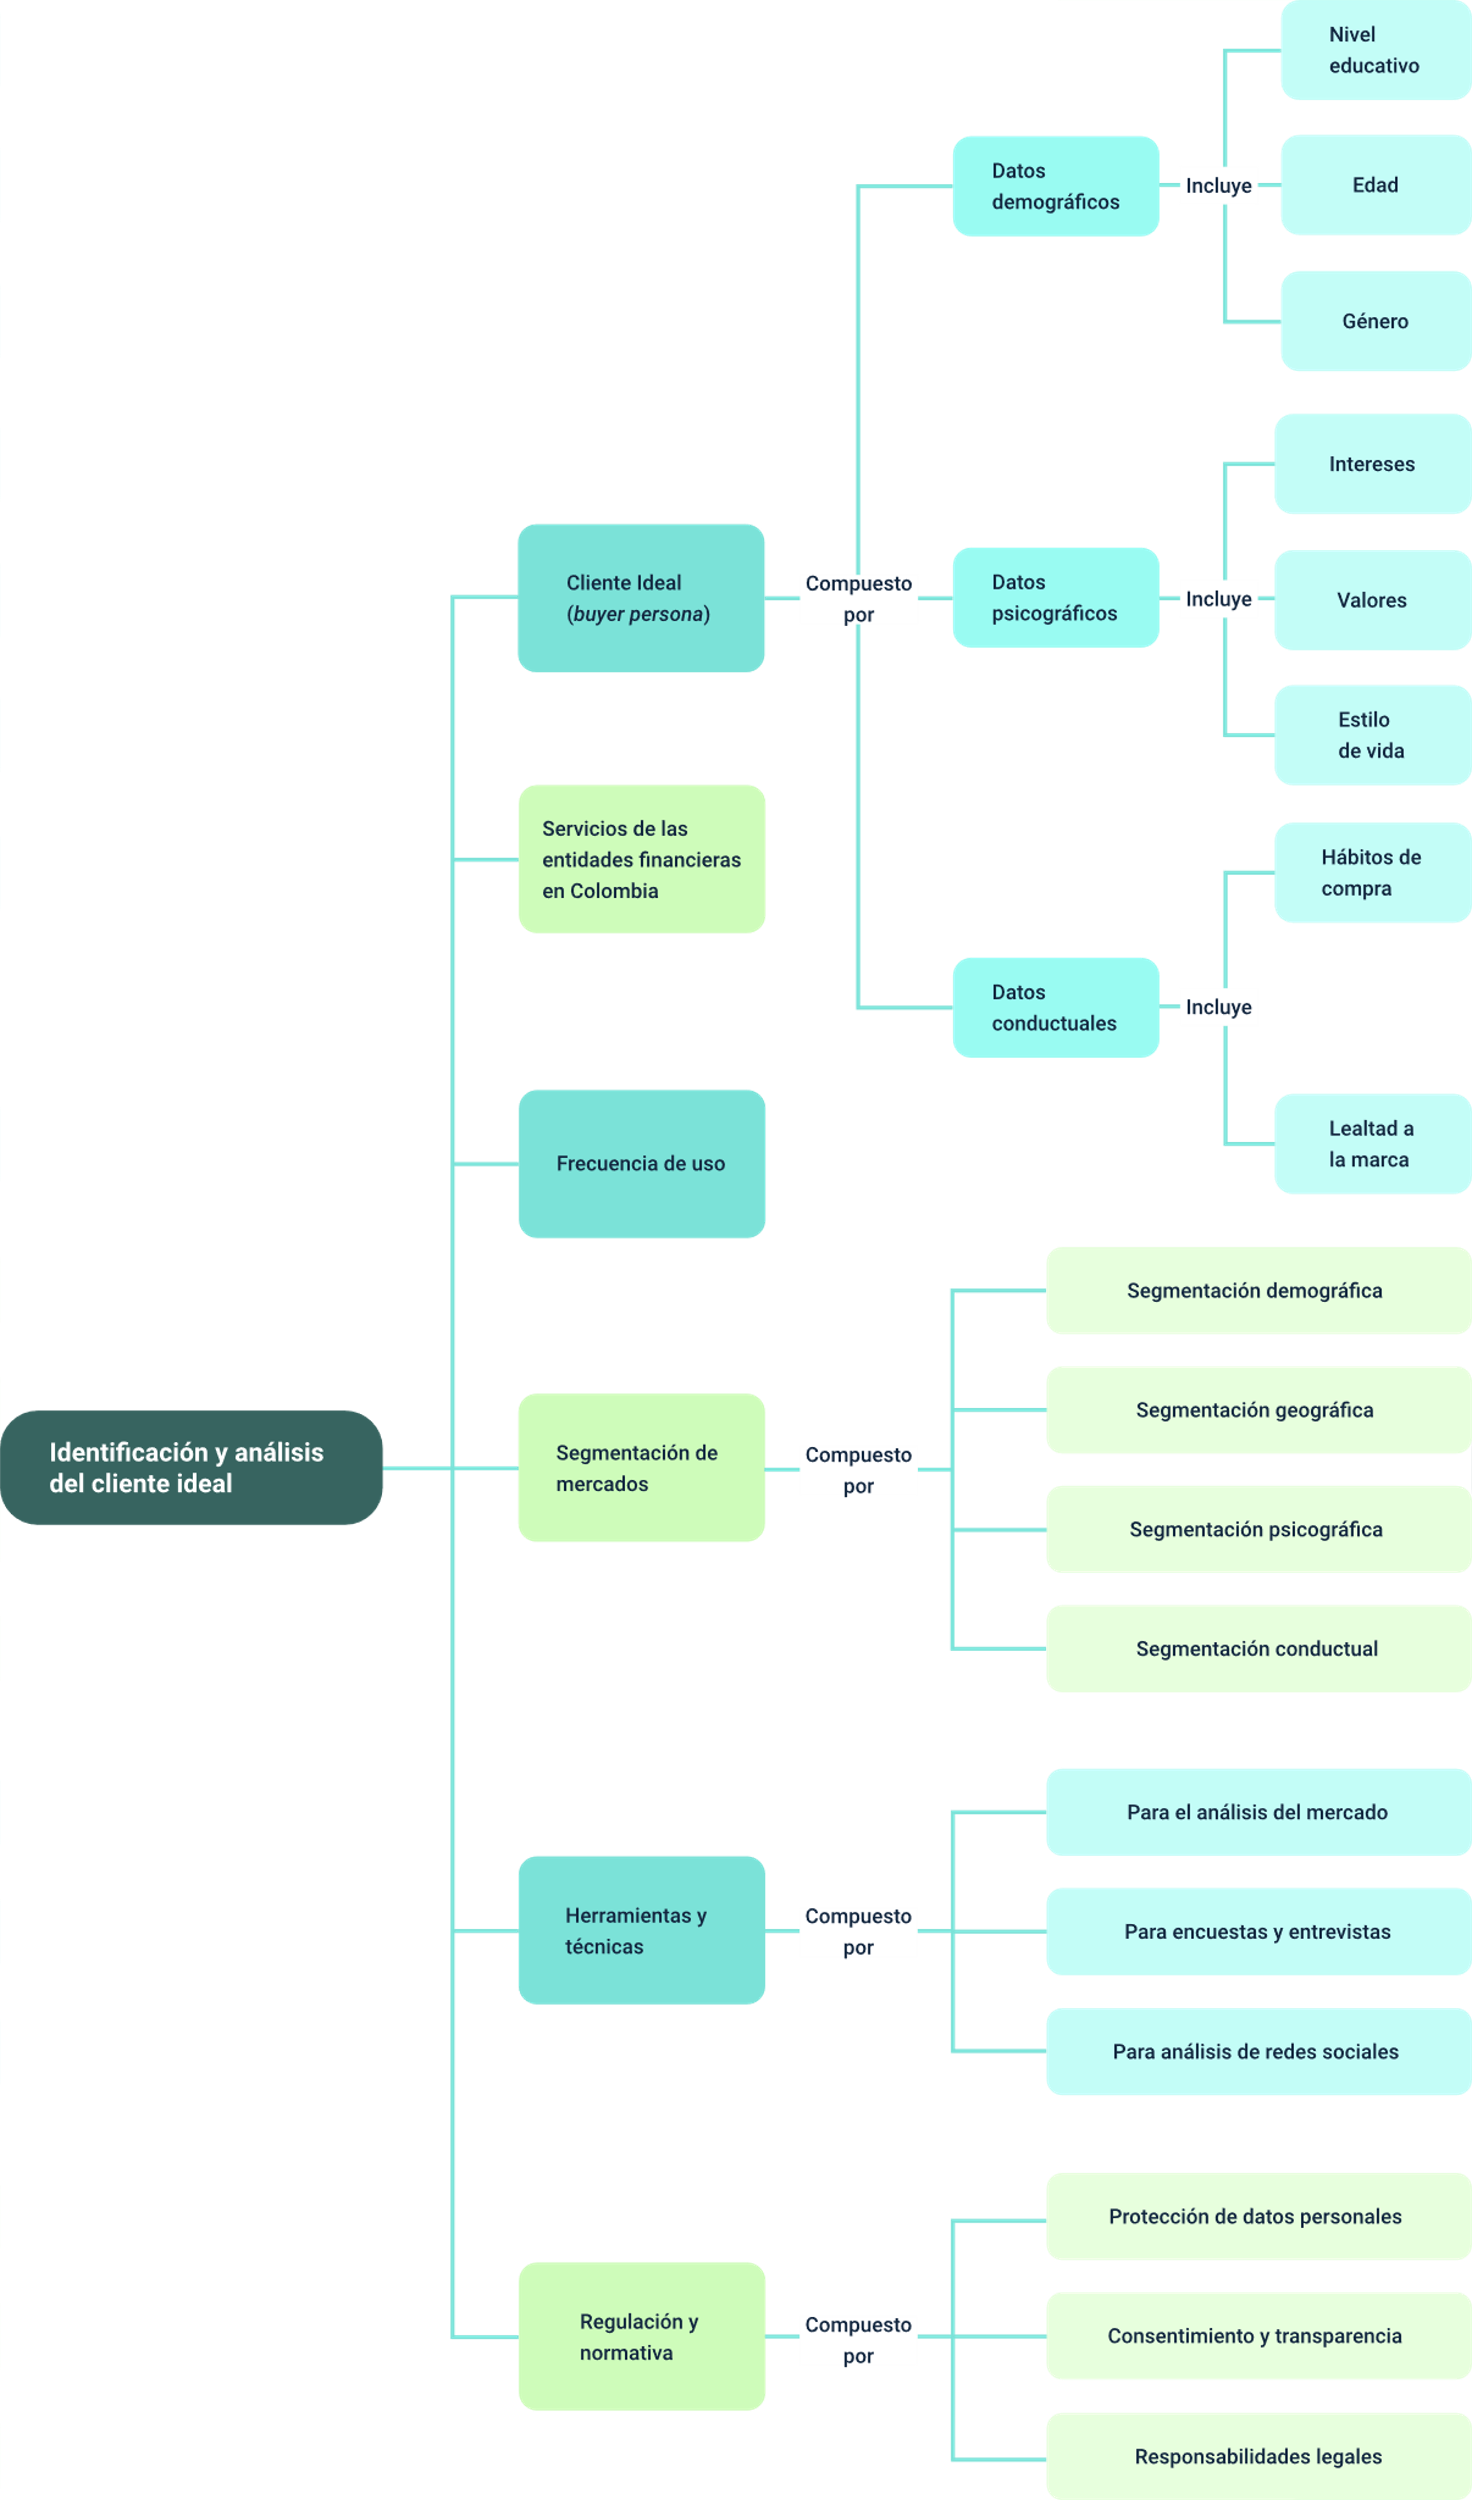 Identificación y análisis
del cliente ideal
Cliente Ideal
(buyer persona)
Compuesto
por
Datos
demográficos
Incluye
Nivel
educativo
Edad
Género
Datos
psicográficos
Incluye
Intereses
Valores
Estilo
de vida
Datos
conductuales
Incluye
Hábitos de
compra
Lealtad a
la marca
Servicios de las
entidades financieras
en Colombia
Frecuencia de uso
Segmentación de
mercados
Compuesto
por
Segmentación demográfica
Segmentación geográfica
Segmentación psicográfica
Segmentación conductual
Herramientas y
técnicas
Compuesto
por
Para el análisis del mercado
Para encuestas y entrevistas
Para análisis de redes sociales
Regulación y
normativa
Compuesto
por
Protección de datos personales
Consentimiento y transparencia
Responsabilidades legales